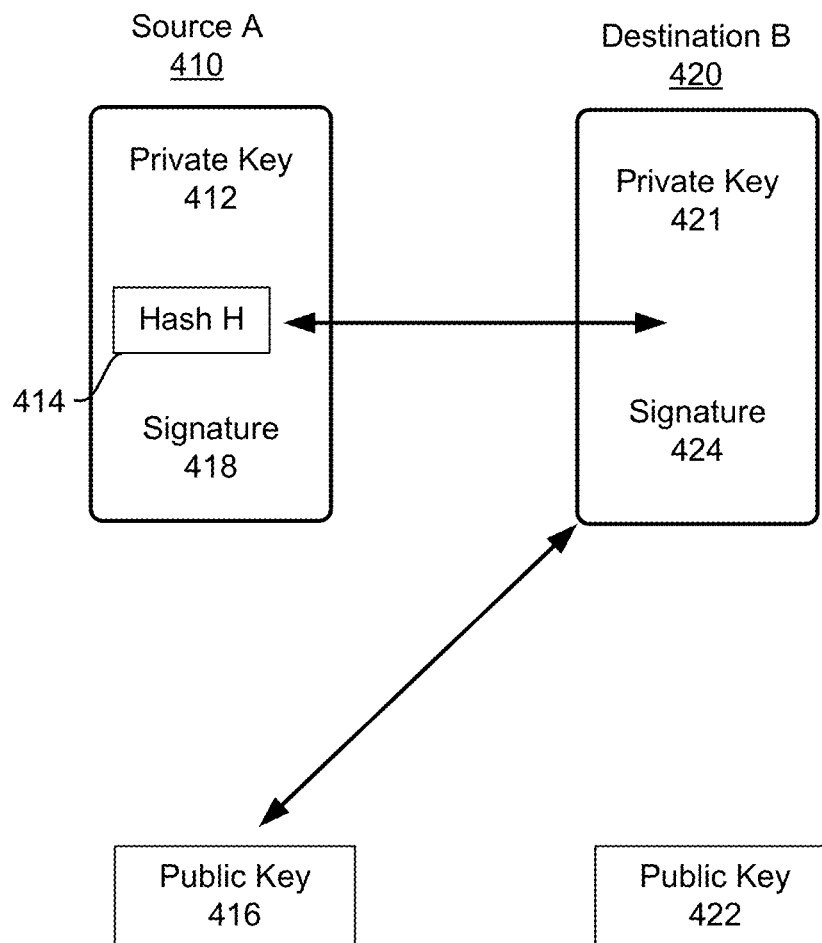 Source A
410
Destination B
420
Private Key
412
Private Key
421
Hash H
414
Signature
418
Signature
424
Public Key
416
Public Key
422